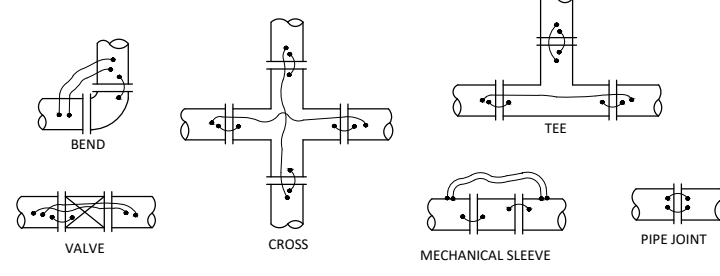 BEND
TEE
VALVE
CROSS
MECHANICAL SLEEVE
PIPE JOINT